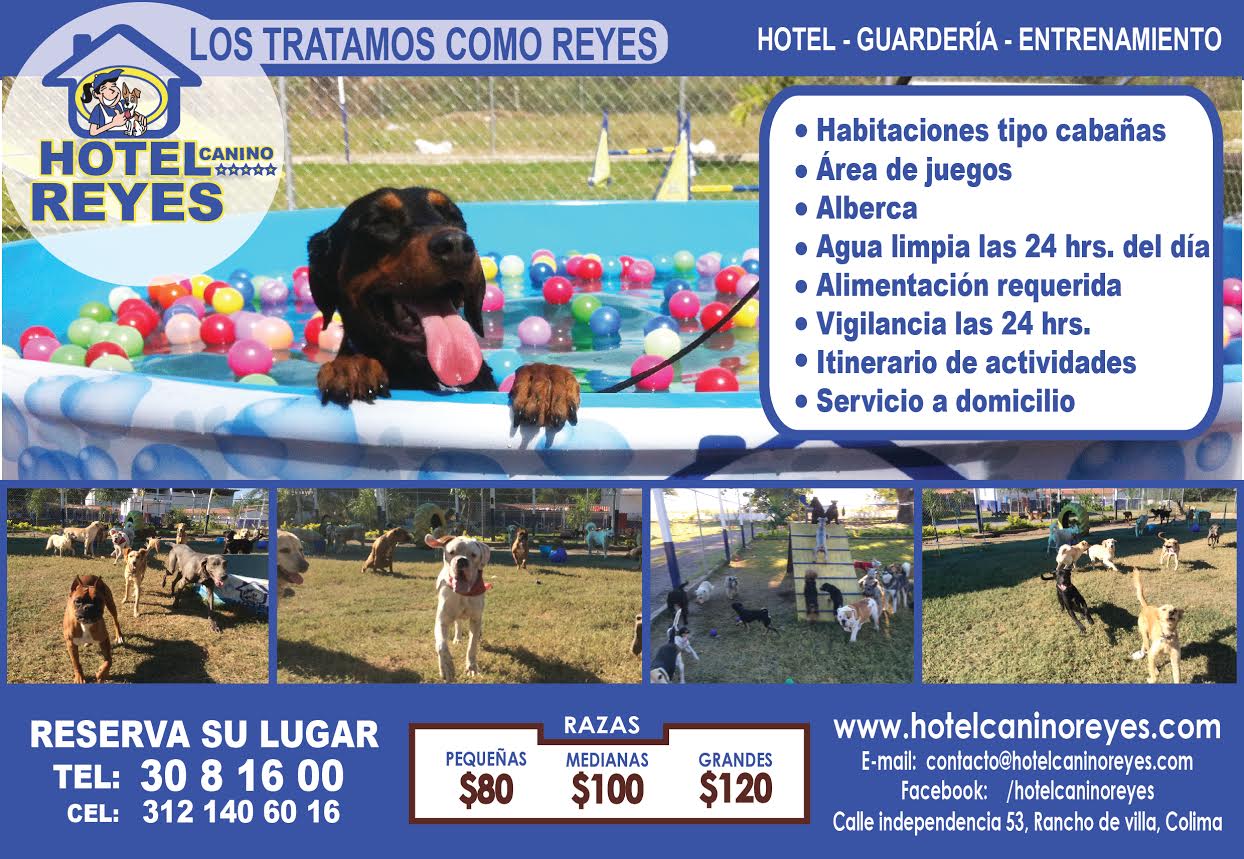 LOS TRATAMOS COMO REYES
HOTEL - GUARDERÍA - ENTRENAMIENTO
HOTEL CANINO
REYES
• Habitaciones tipo cabañas
• Área de juegos
• Alberca
• Agua limpia las 24 hrs. del día
• Alimentación requerida
• Vigilancia las 24 hrs.
• Itinerario de actividades
• Servicio a domicilio
RESERVA SU LUGAR
TEL: 30 8 16 00
CEL: 312 140 60 16
RAZAS
PEQUEÑAS MEDIANAS GRANDES
$80 $100 $120
www.hotelcaninoreyes.com
E-mail: contacto@hotelcaninoreyes.com
Facebook: /hotelcaninoreyes
Calle independencia 53, Rancho de villa, Colima